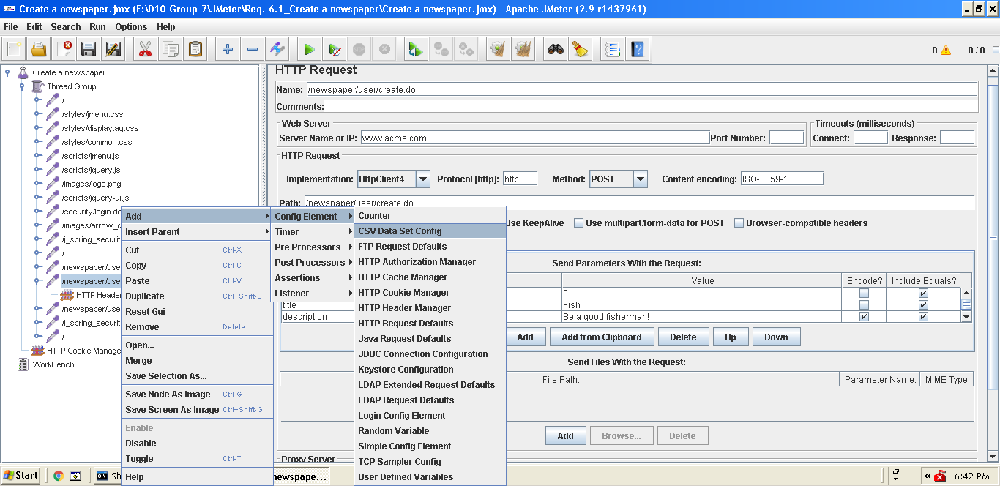 Create a newspaper.jmx (E:\D10-Group-7\JMeter\Req. 6.1_Create a newspaper\Create a newspaper.jmx) - Apache JMeter (2.9 r1437961)
File Edit Search Run Options Help
0 0 / 0
Create a newspaper
Thread Group
/
/styles/jmenu.css
/styles/displaytag.css
/styles/common.css
/scripts/jmenu.js
/scripts/jquery.js
/images/logo.png
/scripts/jquery-ui.js
/security/login.do
/images/arrow_
/j_spring_securit
/
/newspaper/use
/newspaper/use
HTTP Header
/newspaper/use
/j_spring_securit
/
HTTP Cookie Manage
WorkBench
HTTP Request
Name: /newspaper/user/create.do
Comments:
Web Server
Server Name or IP: www.acme.com Port Number:
Timeouts (milliseconds)
Connect: Response:
HTTP Request
Implementation: HttpClient4 Protocol [http]: http Method: POST Content encoding: ISO-8859-1
Path: /newspaper/user/create.do
Use KeepAlive Use multipart/form-data for POST Browser-compatible headers
Send Parameters With the Request:
Value Encode? Include Equals?
0
title Fish
description Be a good fisherman!
Add Add from Clipboard Delete Up Down
Send Files With the Request:
File Path: Parameter Name: MIME Type:
Add Browse... Delete
Proxy Server
Add
Insert Parent
Cut Ctrl-X
Copy Ctrl-C
Paste Ctrl-V
Duplicate Ctrl+Shift-C
Reset Gui
Remove Delete
Open...
Merge
Save Selection As...
Save Node As Image Ctrl-G
Save Screen As Image Ctrl+Shift-G
Enable
Disable
Toggle Ctrl-T
Help
Config Element
Timer
Pre Processors
Post Processors
Assertions
Listener
Counter
CSV Data Set Config
FTP Request Defaults
HTTP Authorization Manager
HTTP Cache Manager
HTTP Cookie Manager
HTTP Header Manager
HTTP Request Defaults
Java Request Defaults
JDBC Connection Configuration
Keystore Configuration
LDAP Extended Request Defaults
LDAP Request Defaults
Login Config Element
Random Variable
Simple Config Element
TCP Sampler Config
User Defined Variables
Start Sh newspape... 6:42 PM